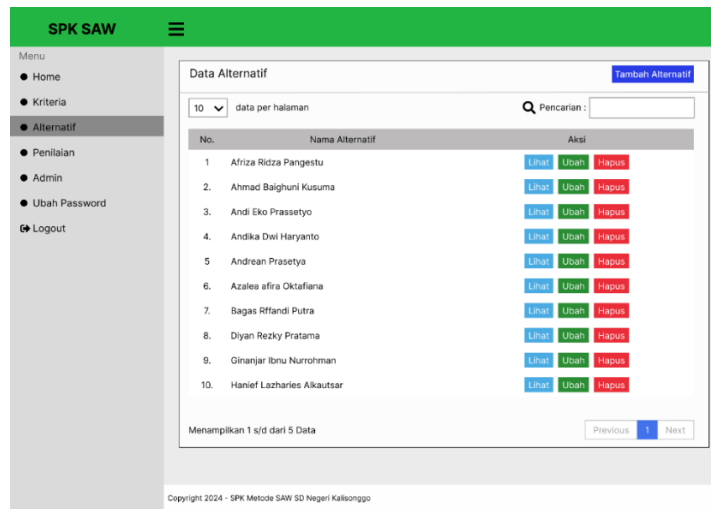 SPK SAW
Menu
Home
Kriteria
Alternatif
Penilaian
Admin
Ubah Password
Logout
Data Alternatif
Tambah Alternatif
10 data per halaman
Pencarian :
No. Nama Alternatif Aksi
1 Afriza Ridza Pangestu Lihat Ubah Hapus
2. Ahmad Baighuni Kusuma Lihat Ubah Hapus
3. Andi Eko Prassetyo Lihat Ubah Hapus
4. Andika Dwi Haryanto Lihat Ubah Hapus
5 Andrean Prasetya Lihat Ubah Hapus
6. Azalea afira Oktafiana Lihat Ubah Hapus
7. Bagas Rffandi Putra Lihat Ubah Hapus
8. Diyan Rezky Pratama Lihat Ubah Hapus
9. Ginanjar Ibnu Nurrohman Lihat Ubah Hapus
10. Hanief Lazharies Alkautsar Lihat Ubah Hapus
Menampilkan 1 s/d dari 5 Data
Previous 1 Next
Copyright 2024 - SPK Metode SAW SD Negeri Kalisonggo